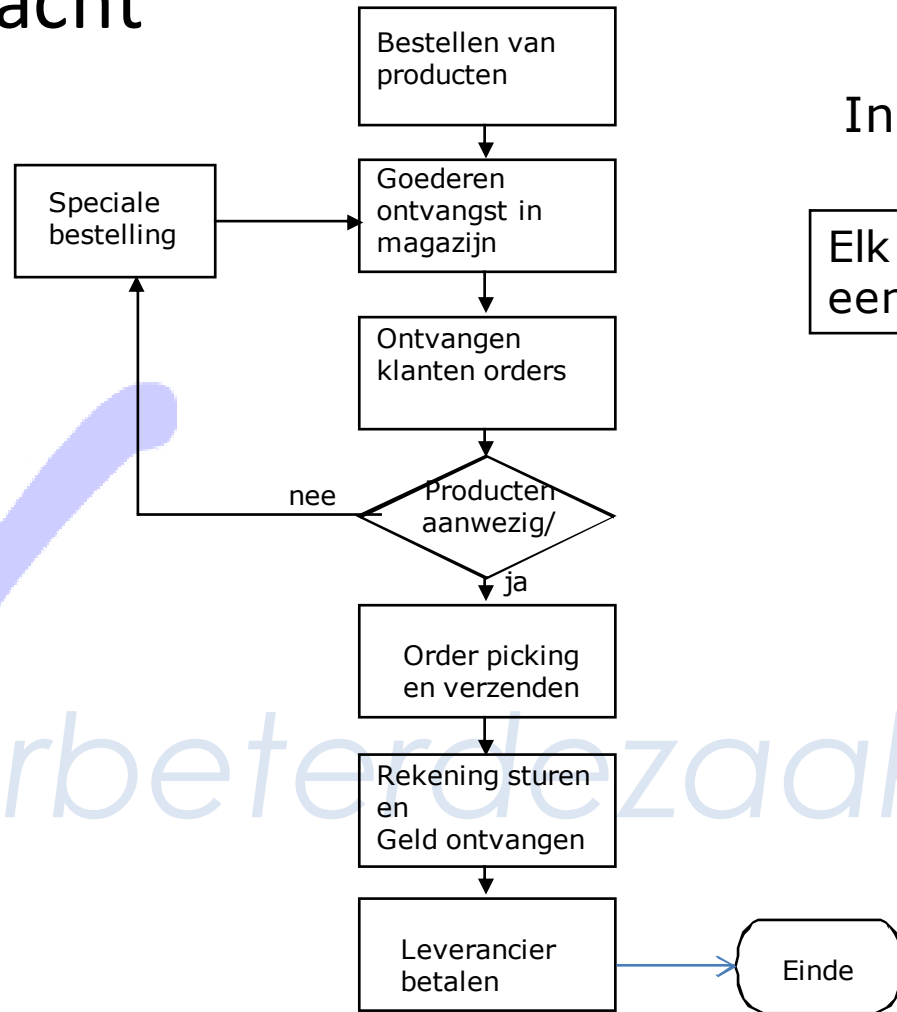 acht
Bestellen van
producten
In
Speciale
bestelling
Goederen
ontvangst in
magazijn
Elk
een
Ontvangen
klanten orders
nee
Producten
aanwezig/
ja
Order picking
en verzenden
rbeterdezaak
Rekening sturen
en
Geld ontvangen
Leverancier
betalen
Einde